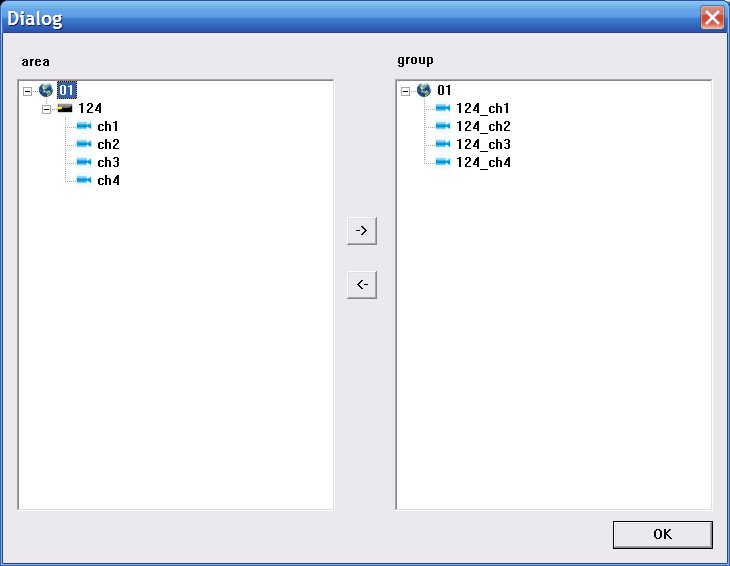 Dialog
area
01
124
ch1
ch2
ch3
ch4
->
<-
group
01
124_ch1
124_ch2
124_ch3
124_ch4
OK